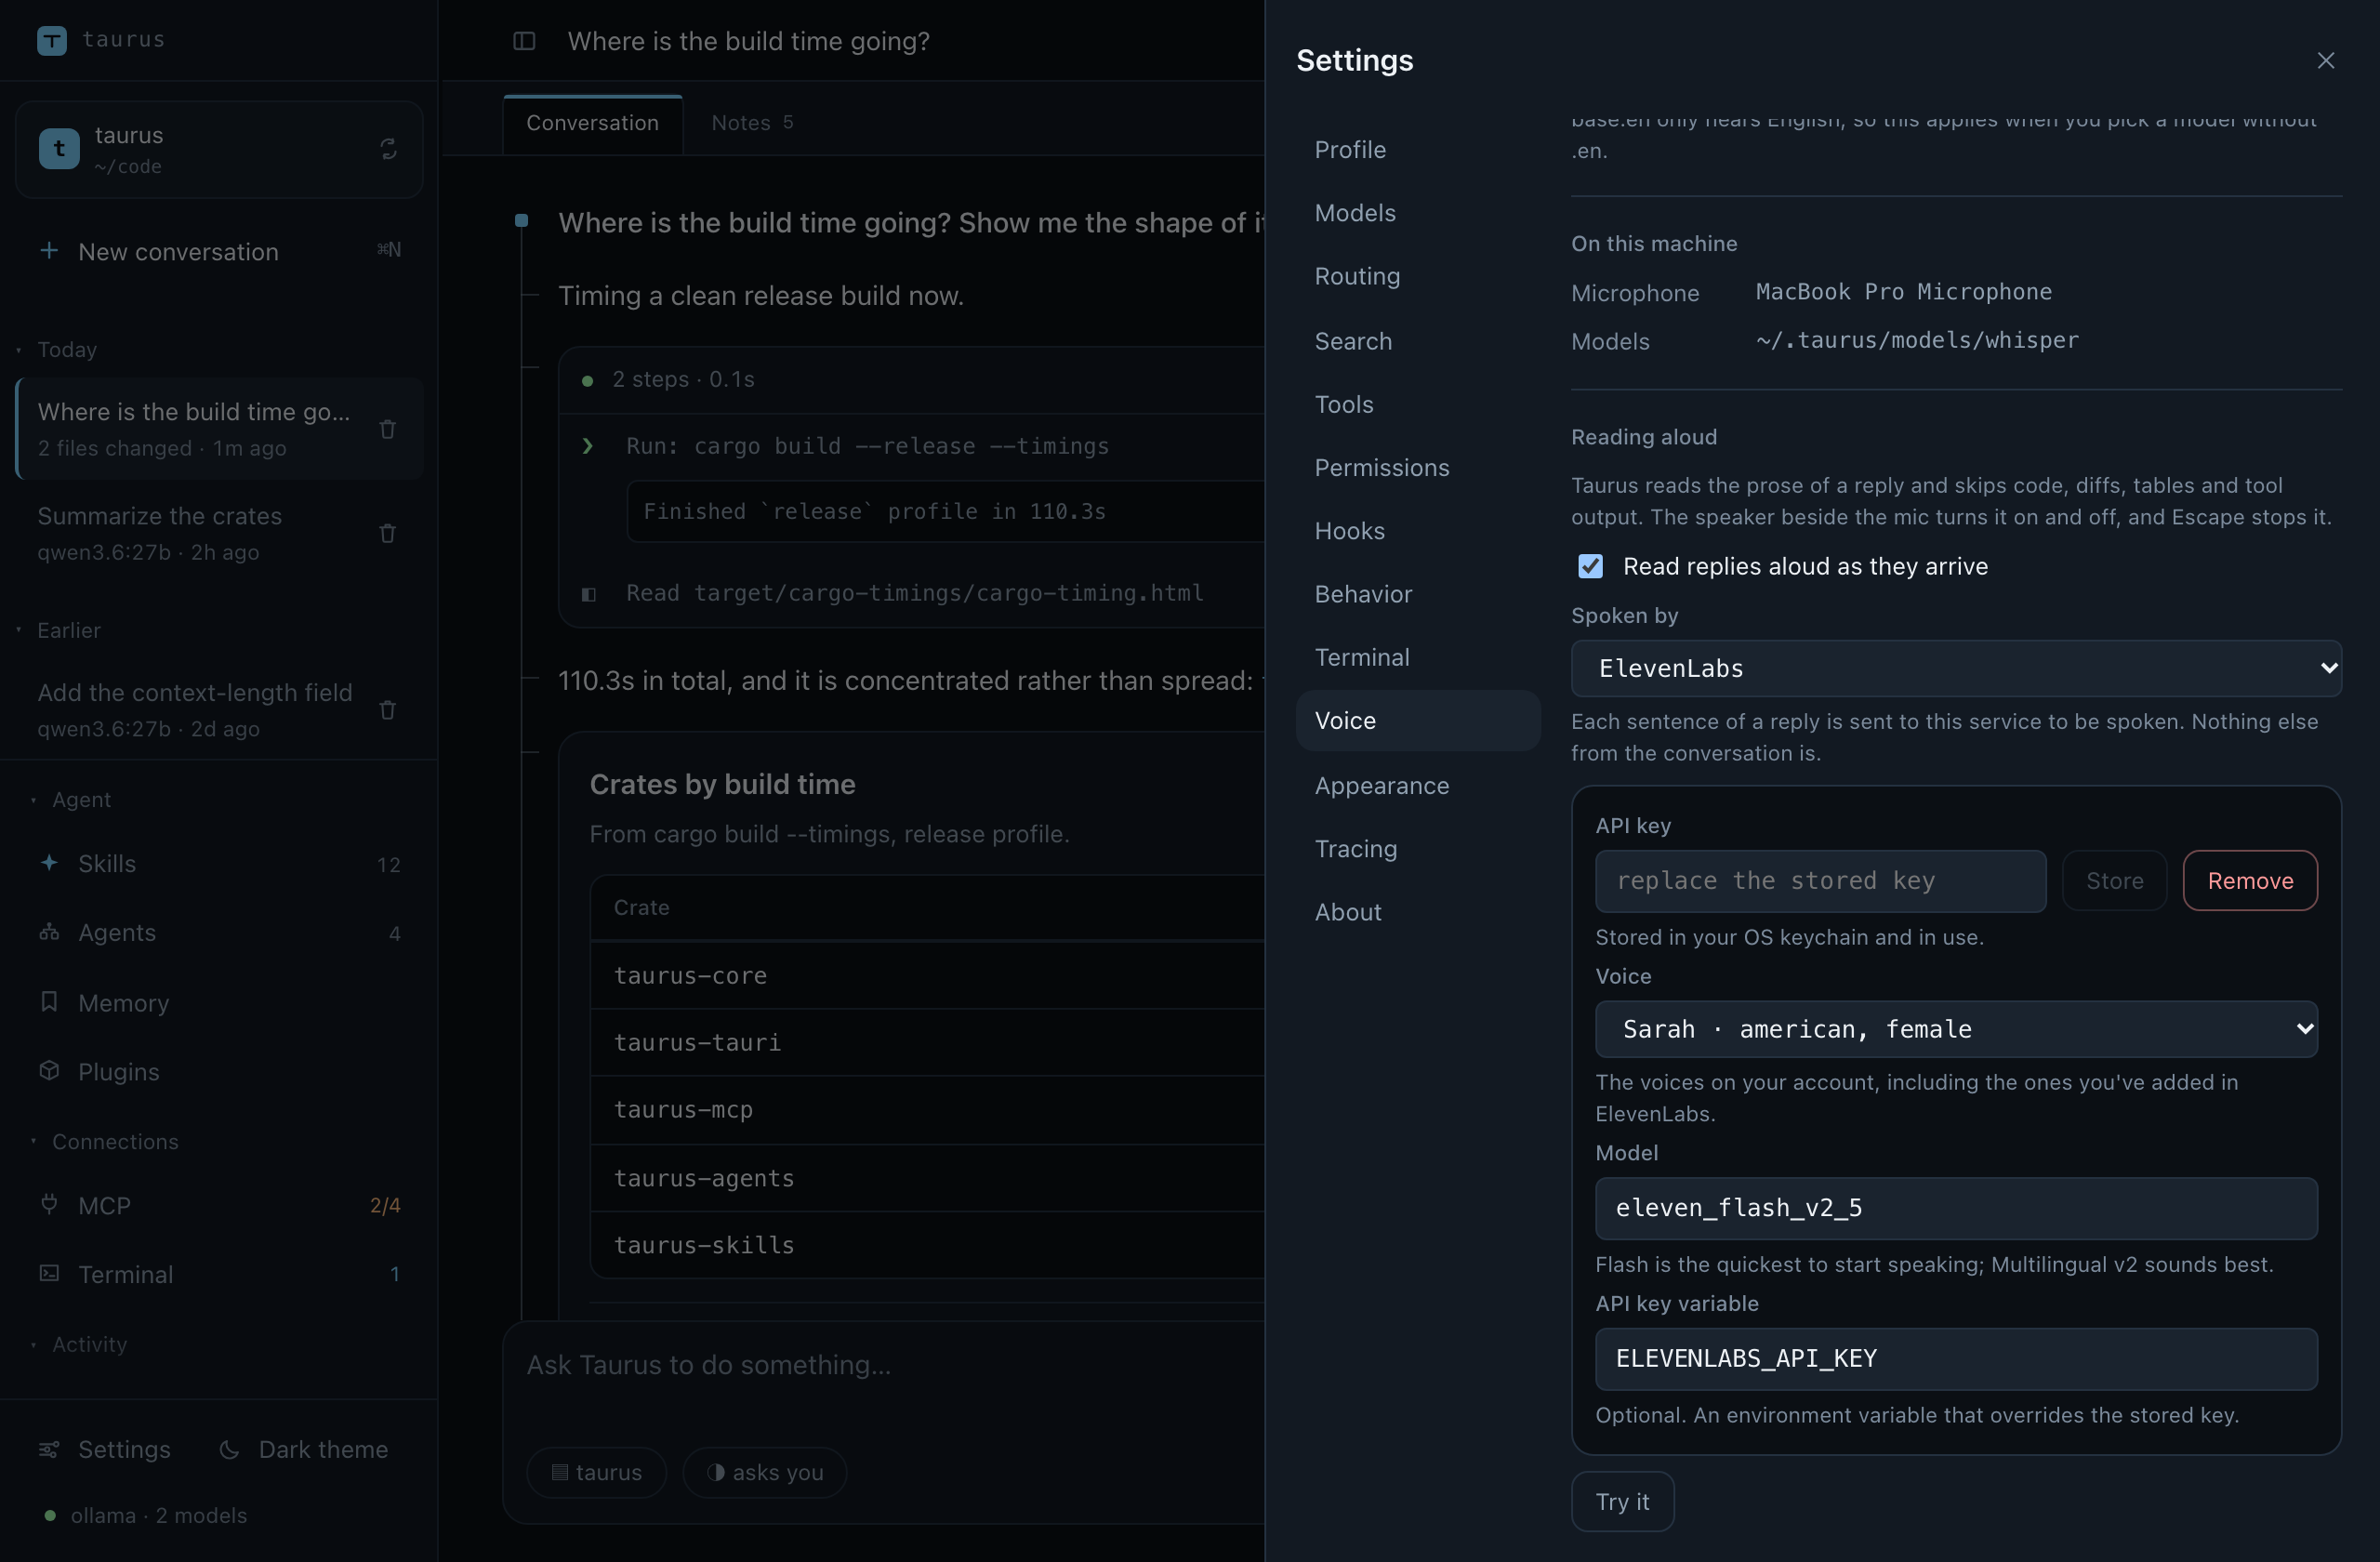 taurus
t
taurus
~/code
New conversation
⌘N
Today
Where is the build time go...
2 files changed · 1m ago
Summarize the crates
qwen3.6:27b · 2h ago
Earlier
Add the context-length field
qwen3.6:27b · 2d ago
Agent
Skills 12
Agents 4
Memory
Plugins
Connections
MCP 2/4
Terminal 1
Activity
Settings
Dark theme
ollama · 2 models
Where is the build time going?
Conversation
Notes 5
Where is the build time going? Show me the shape of
Timing a clean release build now.
2 steps · 0.1s
Run: cargo build --release --timings
Finished `release` profile in 110.3s
Read target/cargo-timings/cargo-timing.html
110.3s in total, and it is concentrated rather than spread:
Crates by build time
From cargo build --timings, release profile.
Crate
taurus-core
taurus-tauri
taurus-mcp
taurus-agents
taurus-skills
Ask Taurus to do something...
taurus
asks you
Settings
Profile
Models
Routing
Search
Tools
Permissions
Hooks
Behavior
Terminal
Voice
Appearance
Tracing
About
base.en only hears English, so this applies when you pick a model without
.en.
On this machine
Microphone MacBook Pro Microphone
Models ~/.taurus/models/whisper
Reading aloud
Taurus reads the prose of a reply and skips code, diffs, tables and tool
output. The speaker beside the mic turns it on and off, and Escape stops it.
Read replies aloud as they arrive
Spoken by
ElevenLabs
Each sentence of a reply is sent to this service to be spoken. Nothing else
from the conversation is.
API key
replace the stored key
Store
Remove
Stored in your OS keychain and in use.
Voice
Sarah · american, female
The voices on your account, including the ones you've added in
ElevenLabs.
Model
eleven_flash_v2_5
Flash is the quickest to start speaking; Multilingual v2 sounds best.
API key variable
ELEVENLABS_API_KEY
Optional. An environment variable that overrides the stored key.
Try it